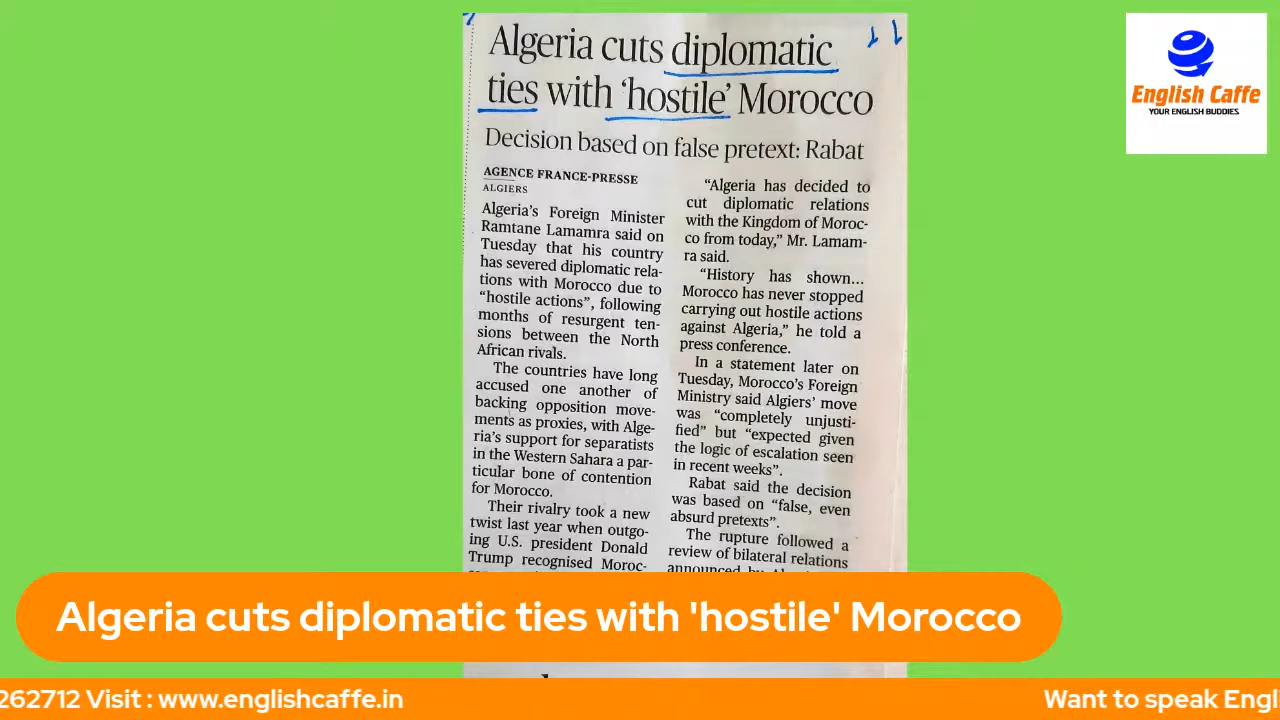 Algeria cuts diplomatic
ties with ‘hostile’ Morocco
Decision based on false pretext: Rabat
AGENCE FRANCE-PRESSE
ALGIERS
Algeria’s Foreign Minister
Ramtane Lamamra said on
Tuesday that his country
has severed diplomatic rela-
tions with Morocco due to
“hostile actions”, following
months of resurgent ten-
sions between the North
African rivals.
The countries have long
accused one another of
backing opposition move-
ments as proxies, with Alge-
ria’s support for separatists
in the Western Sahara a par-
ticular bone of contention
for Morocco.
Their rivalry took a new
twist last year when outgo-
ing U.S. president Donald
Trump recognised Moroc-
“Algeria has decided to
cut diplomatic relations
with the Kingdom of Moroc-
co from today,” Mr. Lamam-
ra said.
“History has shown...
Morocco has never stopped
carrying out hostile actions
against Algeria,” he told a
press conference.
In a statement later on
Tuesday, Morocco’s Foreign
Ministry said Algiers’ move
was “completely unjusti-
fied” but “expected given
the logic of escalation seen
in recent weeks”.
Rabat said the decision
was based on “false, even
absurd pretexts”.
The rupture followed a
review of bilateral relations
announced by
English Caffe
YOUR ENGLISH BUDDIES
Algeria cuts diplomatic ties with 'hostile' Morocco
262712 Visit : www.englishcaffe.in
Want to speak Engl